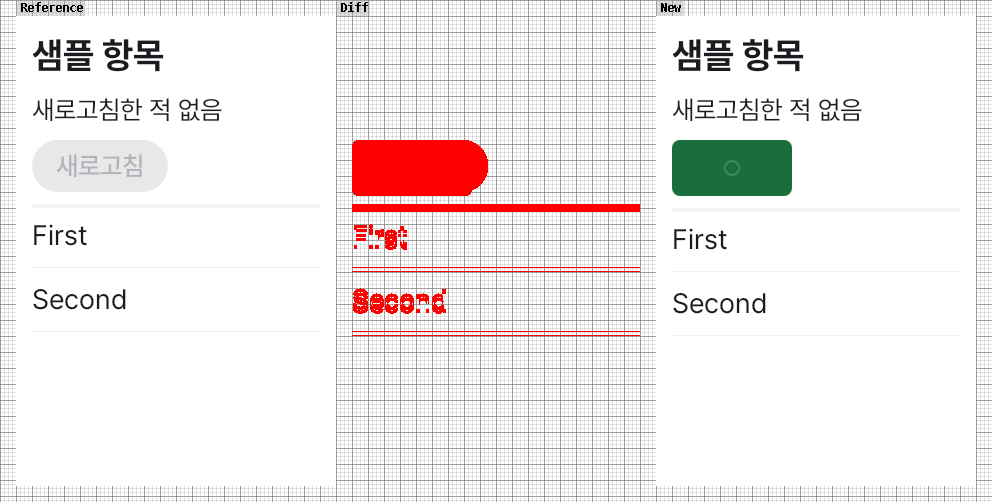 Reference
Diff
New
샘플 항목
새로고침한 적 없음
새로고침
First
Second
First
Second
샘플 항목
새로고침한 적 없음
First
Second